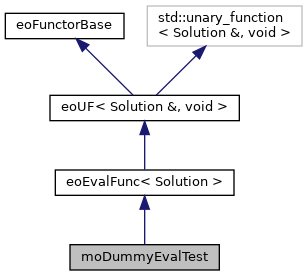 eoFunctorBase
std::unary_function
< Solution &, void >
eoUF< Solution &, void >
eoEvalFunc< Solution >
moDummyEvalTest